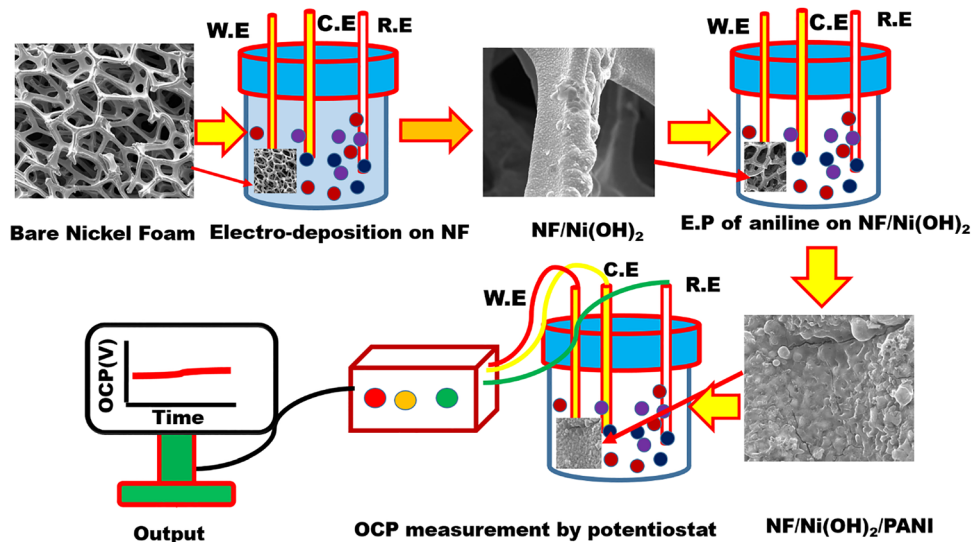 W.E
C.E
R.E
W.E
C.E
R.E
Bare Nickel Foam
Electro-deposition on NF
NF/Ni(OH)₂
E.P of aniline on NF/Ni(OH)₂
W.E
C.E
R.E
OCP(V)
Time
Output
OCP measurement by potentiostat
NF/Ni(OH)₂/PANI